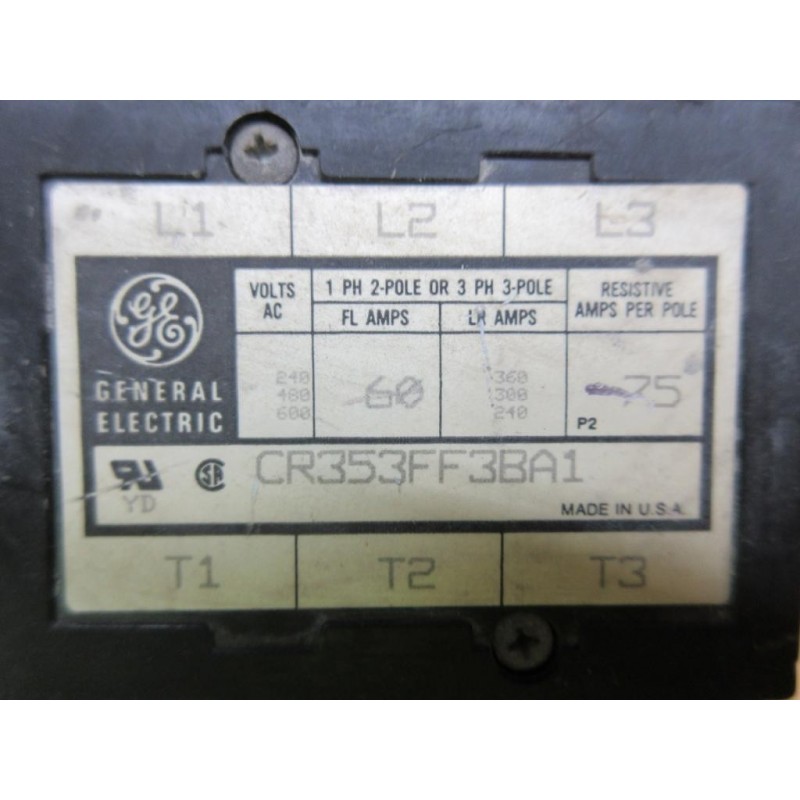 L1 L2 L3
GE
GENERAL
ELECTRIC
VOLTS
AC
1 PH 2-POLE OR 3 PH 3-POLE
FL AMPS LR AMPS
RESISTIVE
AMPS PER POLE
240
480
600
60
360
300
240
75
P2
UR YD SA CR353FF3BA1
MADE IN U.S.A.
T1 T2 T3